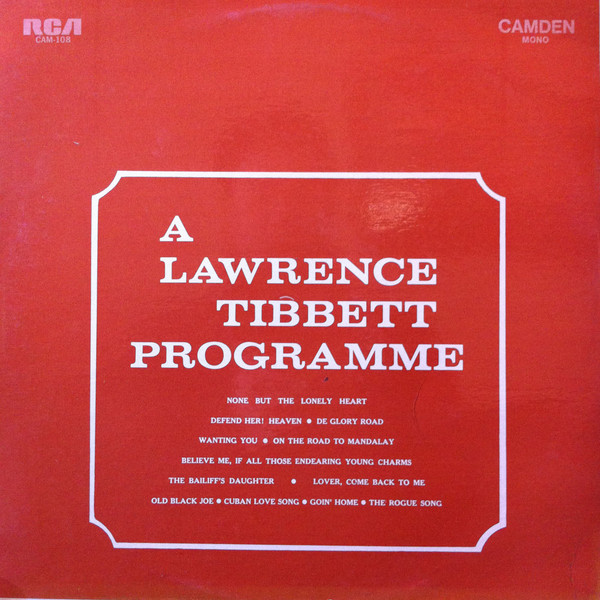 RCA
CAM-108
CAMDEN
MONO
A
LAWRENCE
TIBBETT
PROGRAMME
NONE BUT THE LONELY HEART
DEFEND HER! HEAVEN ● DE GLORY ROAD
WANTING YOU ● ON THE ROAD TO MANDALAY
BELIEVE ME, IF ALL THOSE ENDEARING YOUNG CHARMS
THE BAILIFF'S DAUGHTER ● LOVER, COME BACK TO ME
OLD BLACK JOE ● CUBAN LOVE SONG ● GOIN' HOME ● THE ROGUE SONG